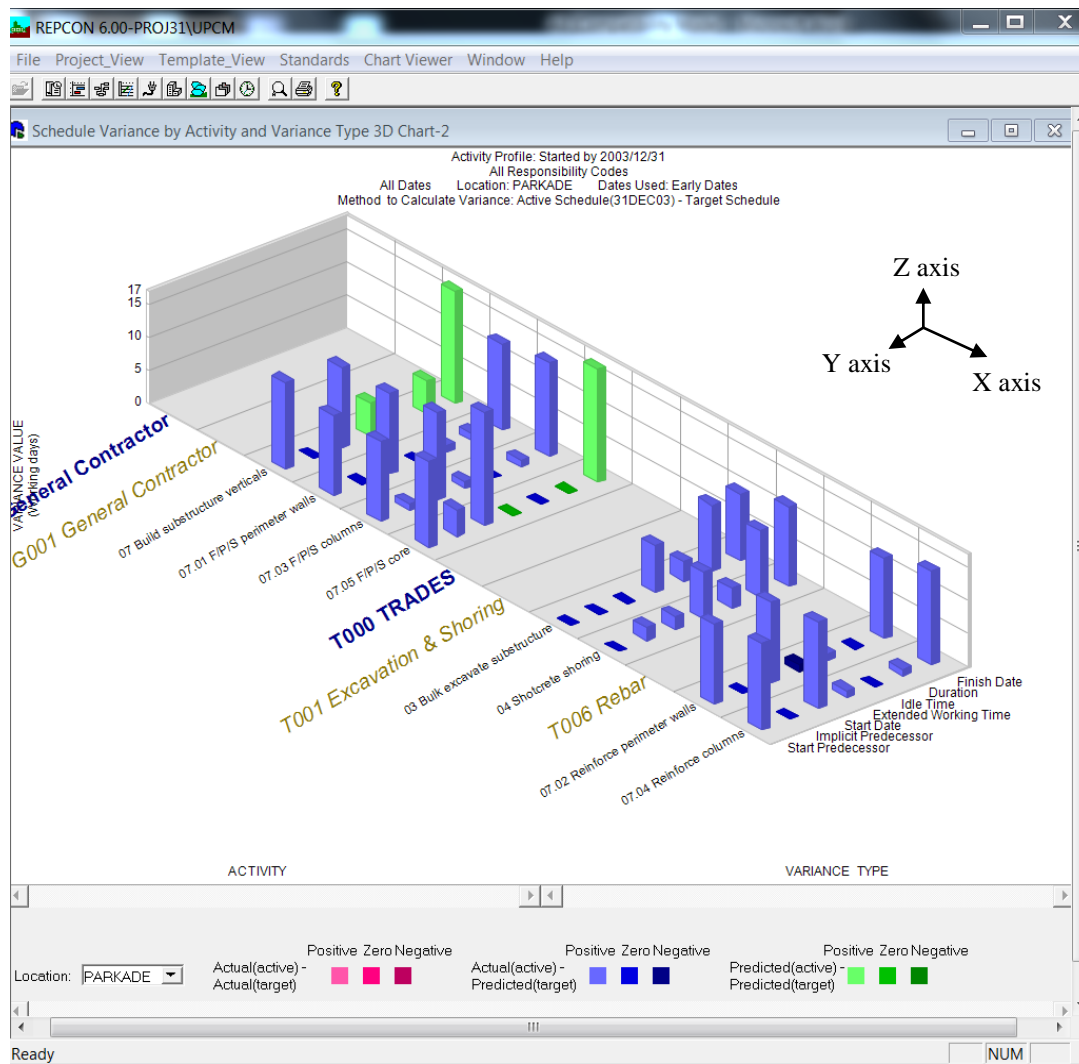 REPCON 6.00-PROJ31\UPCM
File Project_View Template_View Standards Chart Viewer Window Help
Schedule Variance by Activity and Variance Type 3D Chart-2
Activity Profile: Started by 2003/12/31
All Responsibility Codes
All Dates Location: PARKADE Dates Used: Early Dates
Method to Calculate Variance: Active Schedule(31DEC03) - Target Schedule
Z axis
Y axis
X axis
17
15
10
5
0
VARIANCE VALUE
(Working days)
General Contractor
G001 General Contractor
07 Build substructure verticals
07.01 F/P/S perimeter walls
07.03 F/P/S columns
07.05 F/P/S core
T000 TRADES
T001 Excavation & Shoring
03 Bulk excavate substructure
04 Shotcrete shoring
T006 Rebar
07.02 Reinforce perimeter walls
07.04 Reinforce columns
Finish Date
Duration
Idle Time
Extended Working Time
Start Date
Implicit Predecessor
Start Predecessor
ACTIVITY VARIANCE TYPE
Positive Zero Negative Positive Zero Negative Positive Zero Negative
Location: PARKADE Actual(active) - Actual(active) - Predicted(active) -
Actual(target) Predicted(target) Predicted(target)
Ready NUM